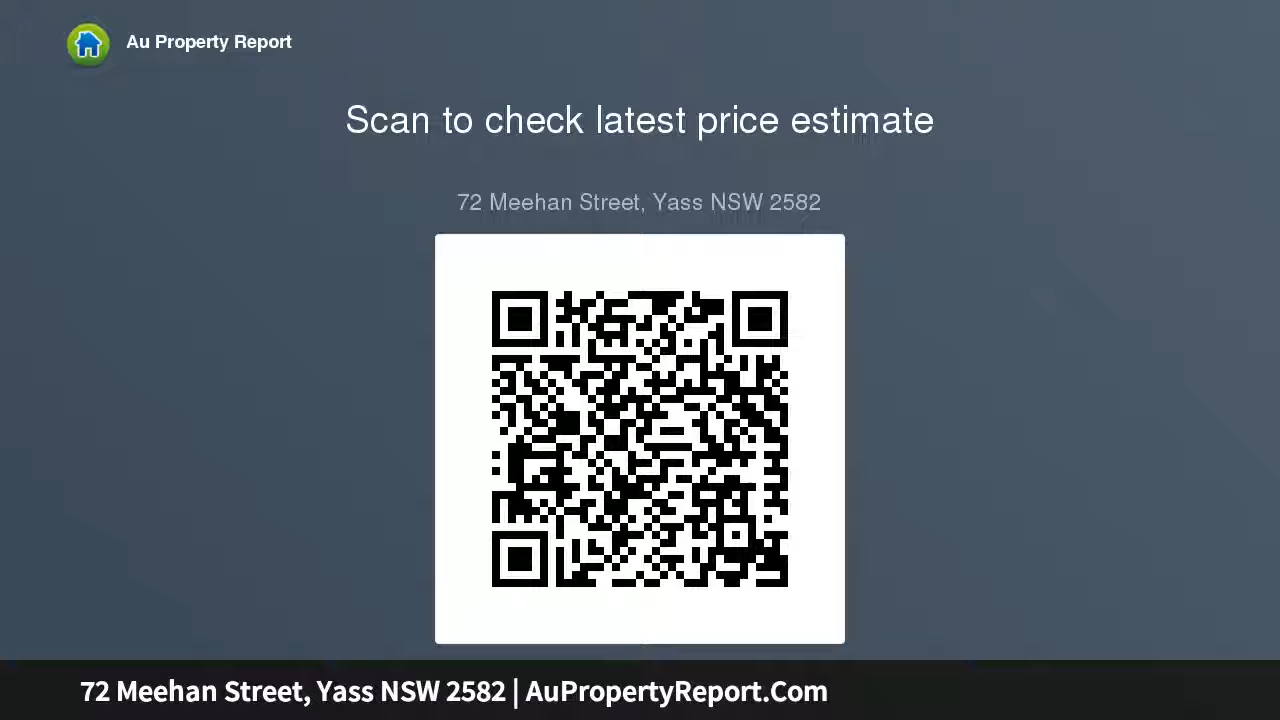 Au Property Report
Scan to check latest price estimate
72 Meehan Street, Yass NSW 2582
72 Meehan Street, Yass NSW 2582 | AuPropertyReport.Com